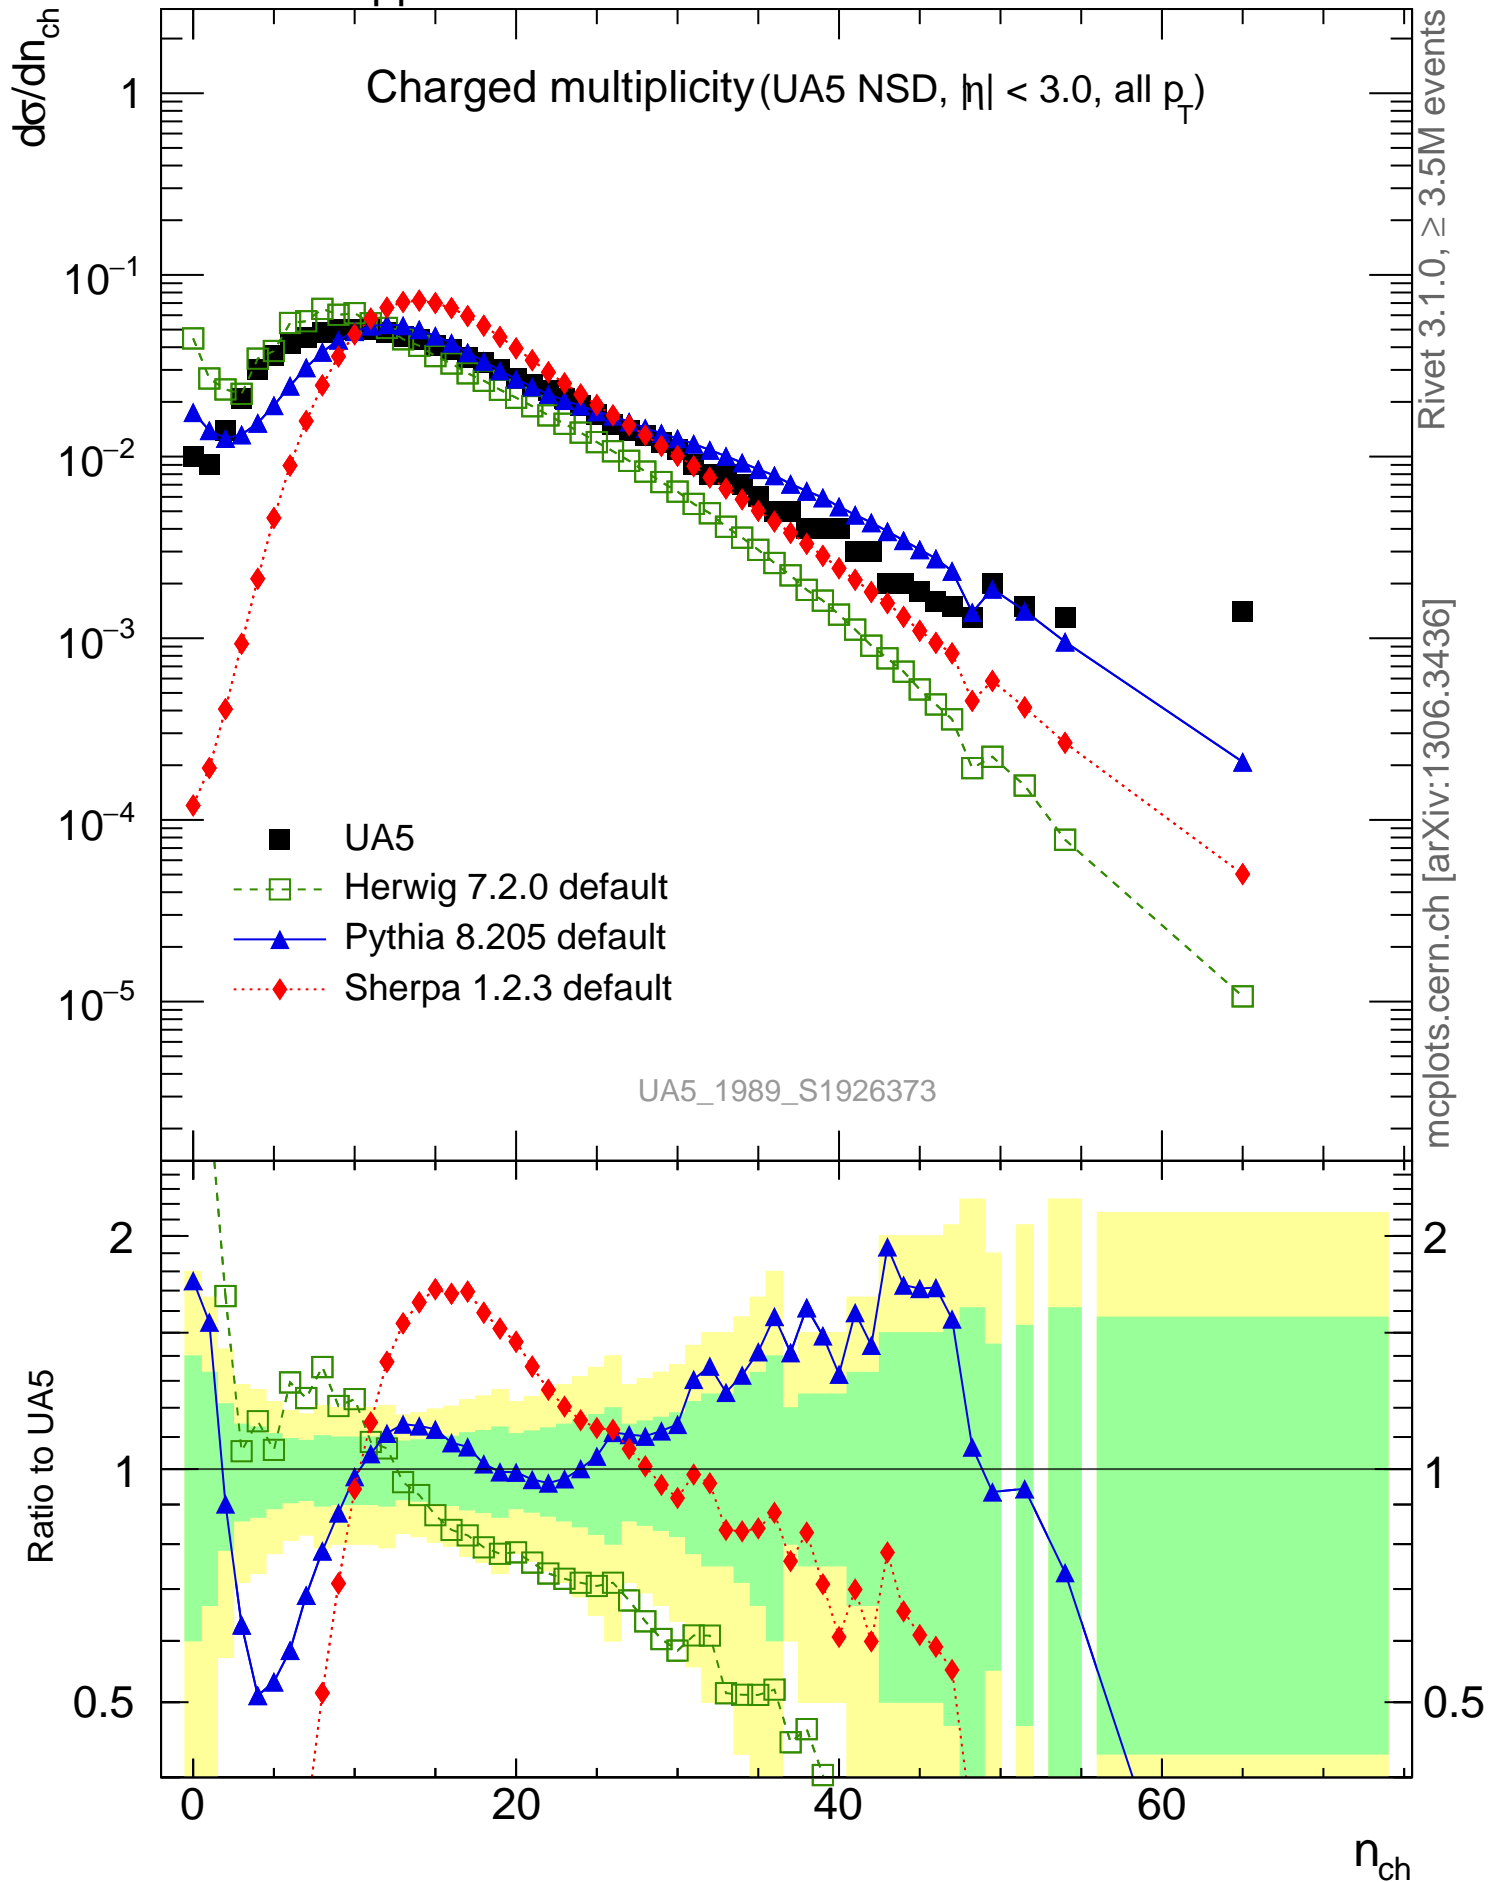 dσ/dn_ch
Charged multiplicity (UA5 NSD, |η| < 3.0, all p_T)
1
10⁻¹
10⁻²
10⁻³
10⁻⁴
10⁻⁵
UA5
Herwig 7.2.0 default
Pythia 8.205 default
Sherpa 1.2.3 default
UA5_1989_S1926373
Rivet 3.1.0, ≥ 3.5M events
mcplots.cern.ch [arXiv:1306.3436]
Ratio to UA5
2
1
0.5
2
1
0.5
0 20 40 60
n_ch